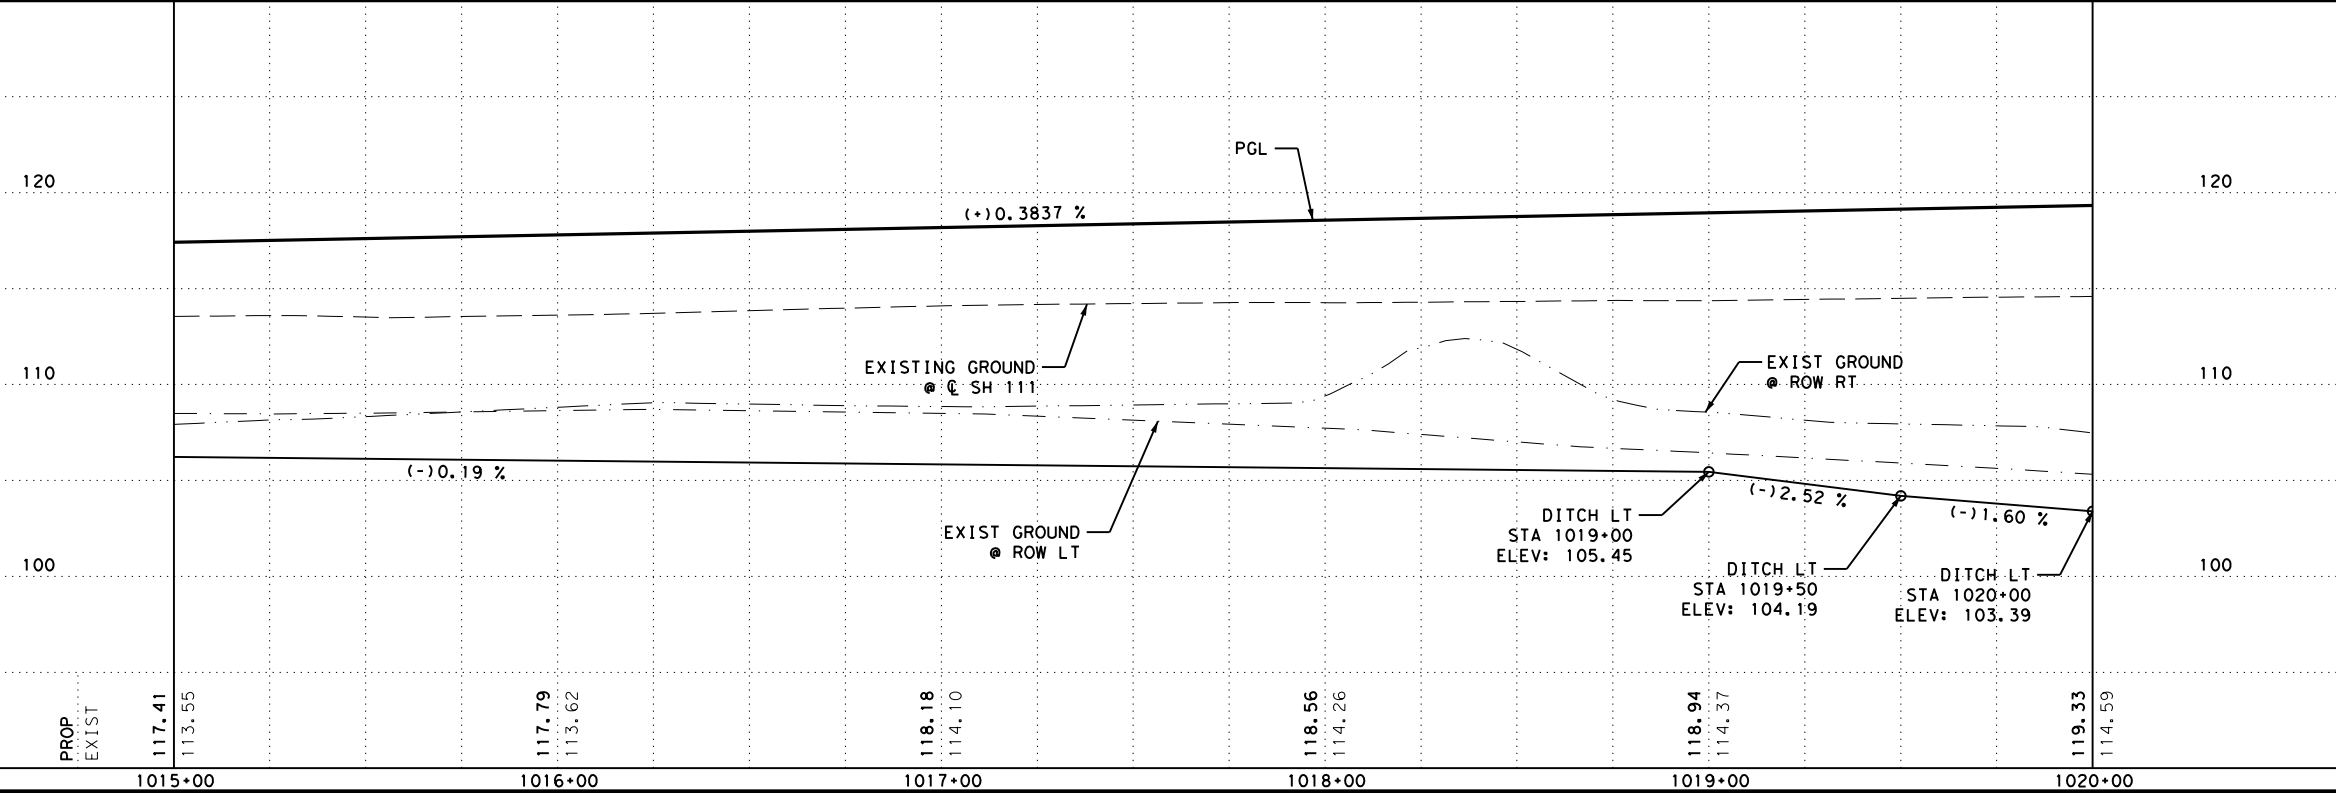 PGL
120
120
(+)0.3837 %
EXISTING GROUND
@ ℄ SH 111
EXIST GROUND
@ ROW RT
110
110
(-)0.19 %
EXIST GROUND
@ ROW LT
(-)2.52 %
(-)1.60 %
DITCH LT
STA 1019+00
ELEV: 105.45
DITCH LT
STA 1019+50
ELEV: 104.19
DITCH LT
STA 1020+00
ELEV: 103.39
100
100
PROP
EXIST
117.41
113.55
117.79
113.62
118.18
114.10
118.56
114.26
118.94
114.37
119.33
114.59
1015+00
1016+00
1017+00
1018+00
1019+00
1020+00